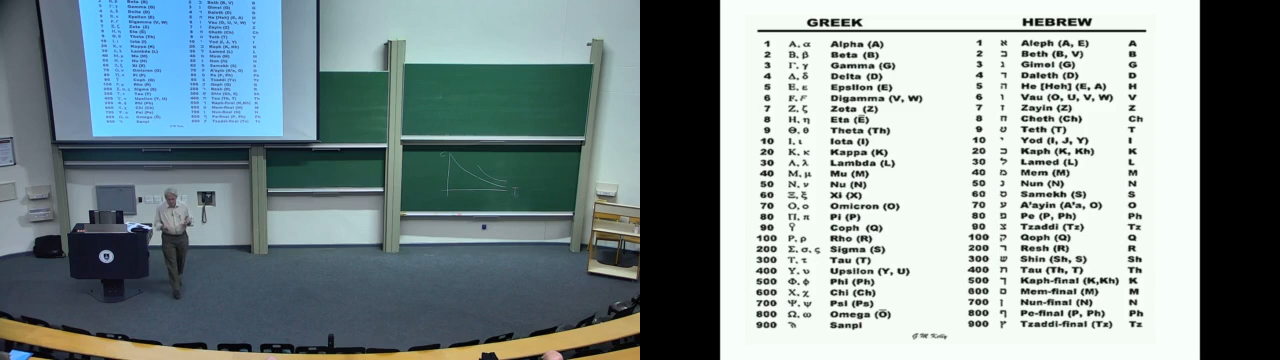 GREEK HEBREW
1 Α, α Alpha (A) 1 א Aleph (A, E) A
2 Β, β Beta (B) 2 ב Beth (B, V) B
3 Γ, γ Gamma (G) 3 ג Gimel (G) G
4 Δ, δ Delta (D) 4 ד Daleth (D) D
5 Ε, ε Epsilon (E) 5 ה He [Heh] (E, A) H
6 Digamma (V, W) 6 ו Vau (O, U, V, W) V
7 Ζ, ζ Zota (Z) 7 ז Zayin (Z) Z
8 Η, η Eta (Ē) 8 ח Cheth (Ch) Ch
9 Θ, θ Theta (Th) 9 ט Teth (T) T
10 Ι, ι Iota (I) 10 י Yod (I, J, Y) I
20 Κ, κ Kappa (K) 20 כ Kaph (K, Kh) K
30 Λ, λ Lambda (L) 30 ל Lamed (L) L
40 Μ, μ Mu (M) 40 מ Mem (M) M
50 Ν, ν Nu (N) 50 נ Nun (N) N
60 Ξ, ξ Xi (X) 60 ס Samekh (S) S
70 Ο, ο Omicron (O) 70 ע A'ayin (A'a, O) O
80 Π, π Pi (P) 80 פ Pe (P, Ph) Ph
90 Coph (Q) 90 צ Tzaddi (Tz) Tz
100 Ρ, ρ Rho (R) 100 ק Qoph (Q) Q
200 Σ, σ, ς Sigma (S) 200 ר Resh (R) R
300 Τ, τ Tau (T) 300 ש Shin (Sh, S) Sh
400 Υ, υ Upsilon (Y, U) 400 ת Tau (Th, T) Th
500 Φ, φ Phi (Ph) 500 ך Kaph-final (K,Kh) K
600 Χ, χ Chi (Ch) 600 ם Mem-final (M) M
700 Ψ, ψ Psi (Ps) 700 ן Nun-final (N) N
800 Ω, ω Omega (Ō) 800 ף Pe-final (P, Ph) Ph
900 Sanpi 900 ץ Tzaddi-final (Tz) Tz
G M Kelly